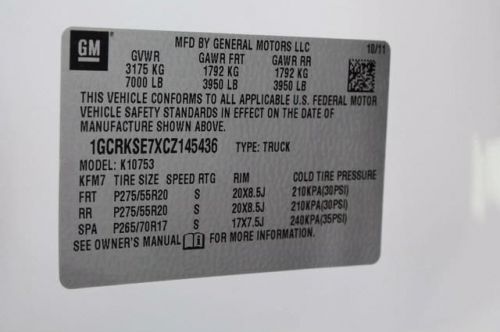 GM
MFD BY GENERAL MOTORS LLC
10/11
GVWR GAWR FRT GAWR RR
3175 KG 1792 KG 1792 KG
7000 LB 3950 LB 3950 LB
THIS VEHICLE CONFORMS TO ALL APPLICABLE U.S. FEDERAL MOTOR
VEHICLE SAFETY STANDARDS IN EFFECT ON THE DATE OF
MANUFACTURE SHOWN ABOVE.
1GCRKSE7XCZ145436 TYPE: TRUCK
MODEL: K10753
KFM7 TIRE SIZE SPEED RTG RIM COLD TIRE PRESSURE
FRT P275/55R20 S 20X8.5J 210KPA(30PSI)
RR P275/55R20 S 20X8.5J 210KPA(30PSI)
SPA P265/70R17 S 17X7.5J 240KPA(35PSI)
SEE OWNER'S MANUAL FOR MORE INFORMATION.